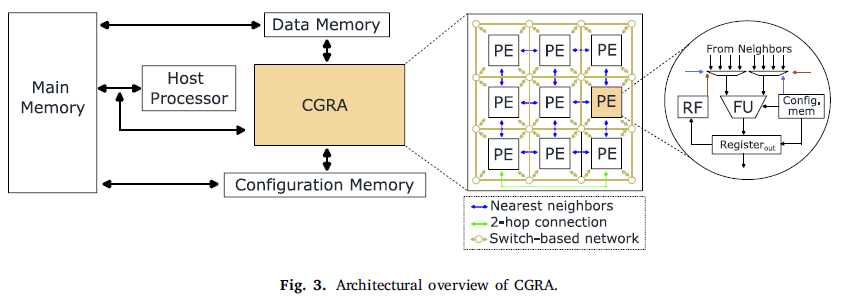 Main
Memory
Host
Processor
Data Memory
CGRA
Configuration Memory
PE PE PE
PE PE PE
PE PE PE
Nearest neighbors
2-hop connection
Switch-based network
From Neighbors
RF
FU
Config.
mem
Registerout
Fig. 3. Architectural overview of CGRA.